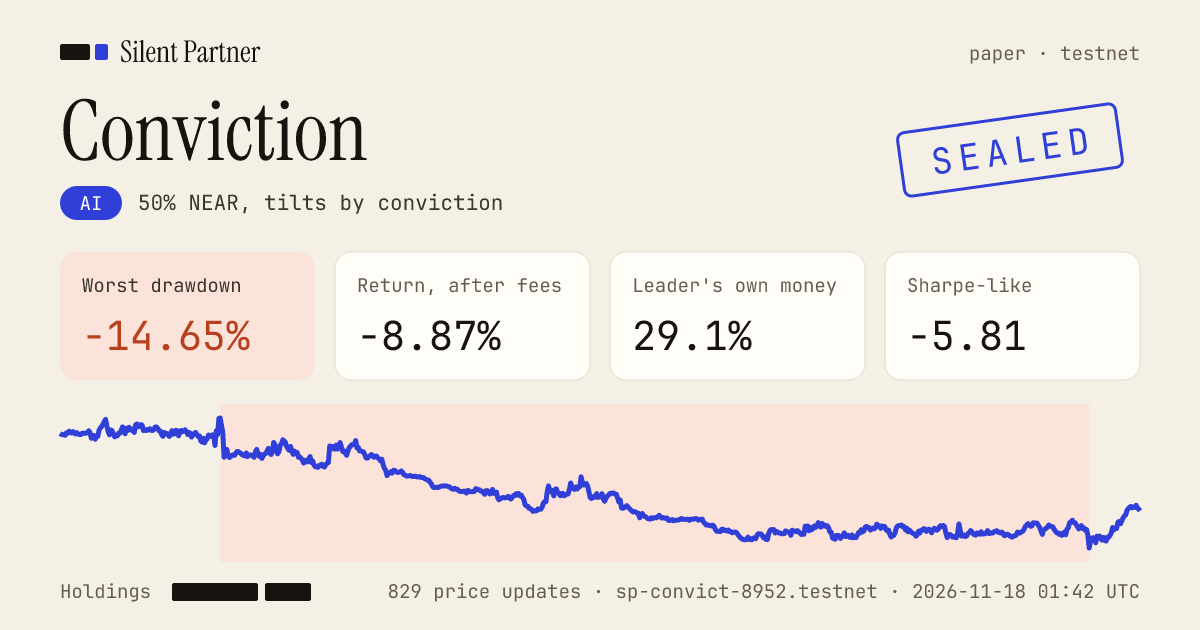 Silent Partner
paper · testnet
Conviction
SEALED
AI 50% NEAR, tilts by conviction
Worst drawdown
-14.65%
Return, after fees
-8.87%
Leader's own money
29.1%
Sharpe-like
-5.81
Holdings
829 price updates · sp-convict-8952.testnet · 2026-11-18 01:42 UTC